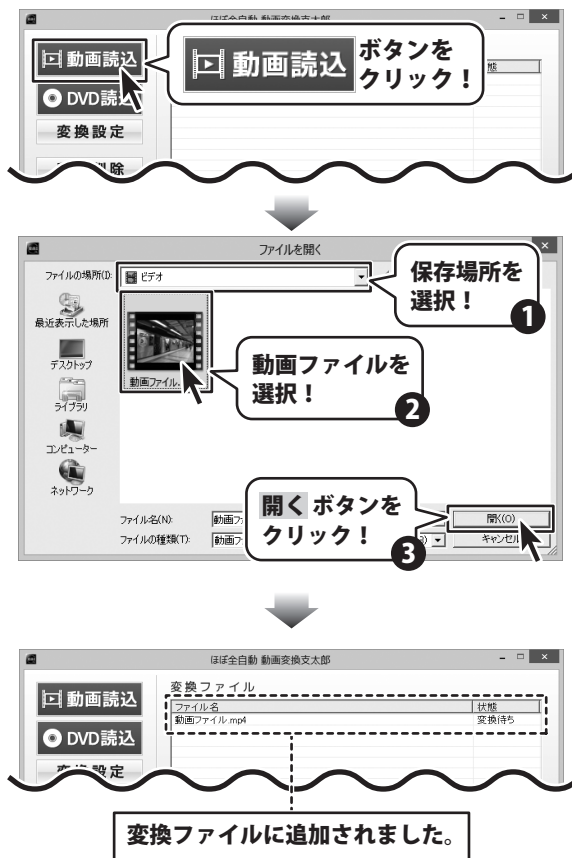 ほぼ全自動 動画変換支太郎
動画読込
動画読込 ボタンを
クリック！
DVD読込
変換設定
除
態
ファイルを開く
ファイルの場所(I):
ビデオ
保存場所を
選択！
1
最近表示した場所
デスクトップ
ライブラリ
コンピューター
ネットワーク
動画ファイル.
動画ファイルを
選択！
2
ファイル名(N):
ファイルの種類(T):
開く ボタンを
クリック！
3
開く(O)
キャンセル
ほぼ全自動 動画変換支太郎
動画読込
DVD読込
変換設定
変換ファイル
ファイル名
状態
動画ファイル.mp4
変換待ち
変換ファイルに追加されました。